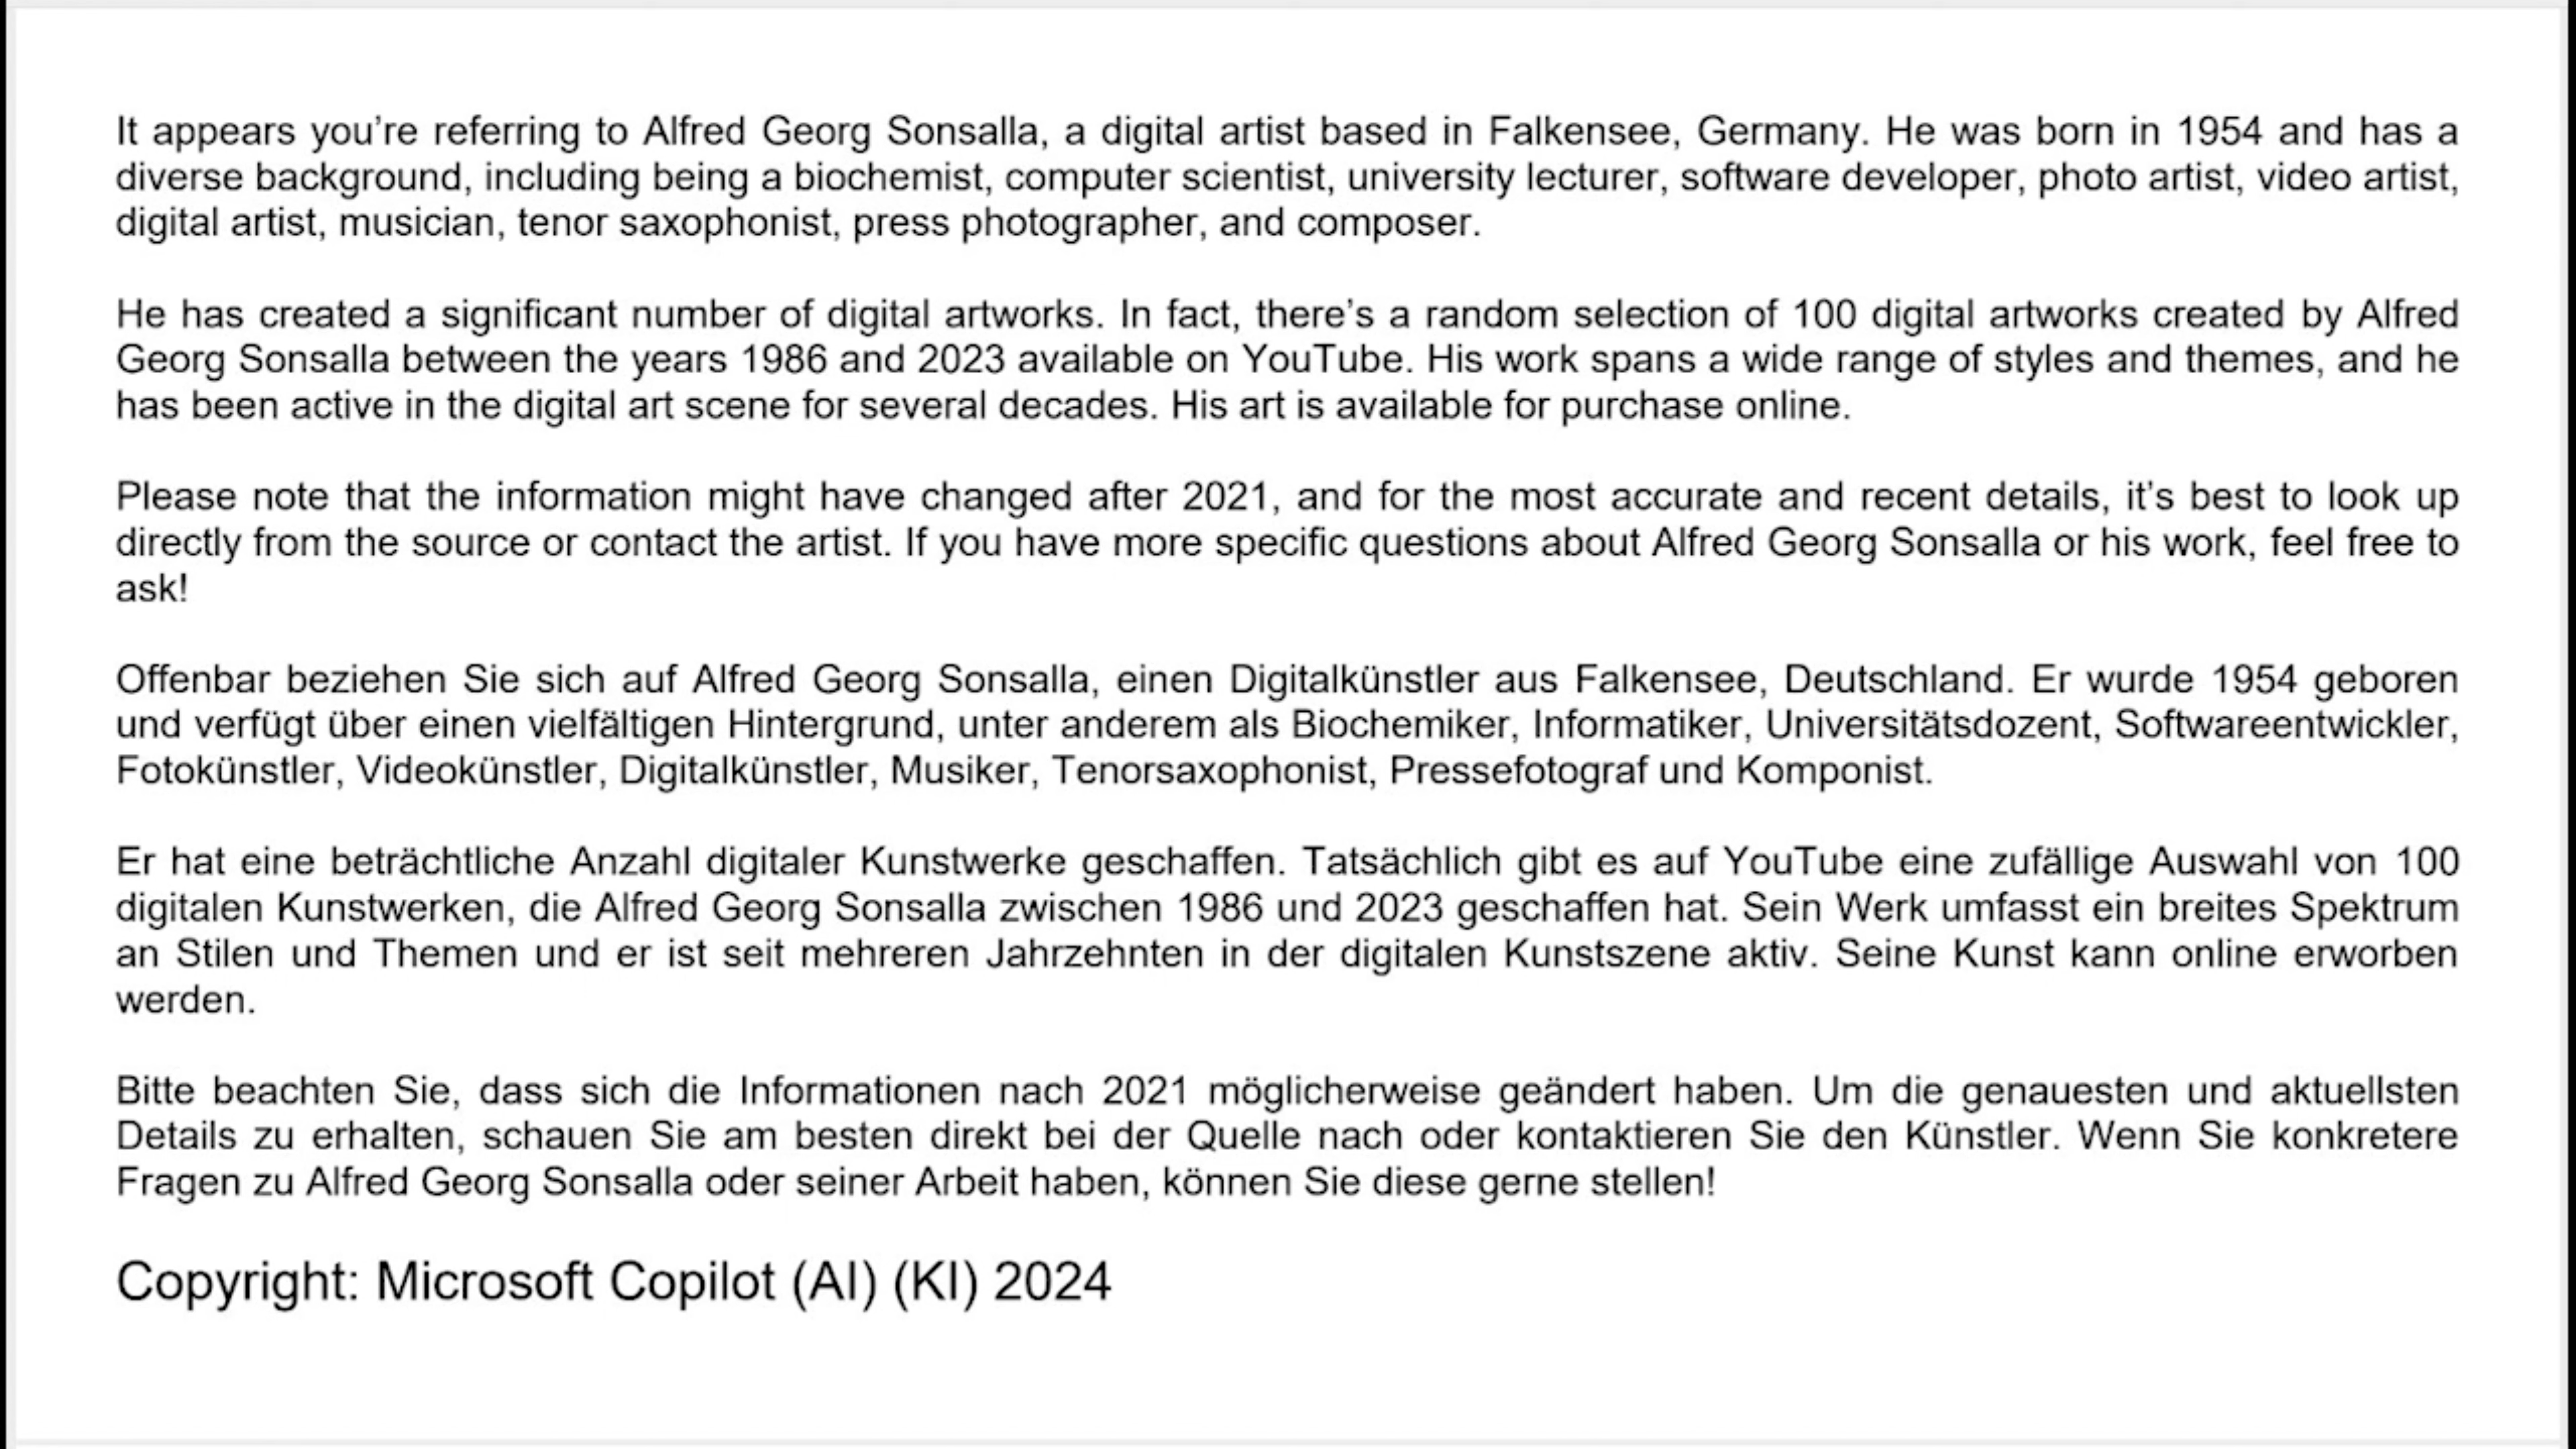 It appears you’re referring to Alfred Georg Sonsalla, a digital artist based in Falkensee, Germany. He was born in 1954 and has a
diverse background, including being a biochemist, computer scientist, university lecturer, software developer, photo artist, video artist,
digital artist, musician, tenor saxophonist, press photographer, and composer.
He has created a significant number of digital artworks. In fact, there’s a random selection of 100 digital artworks created by Alfred
Georg Sonsalla between the years 1986 and 2023 available on YouTube. His work spans a wide range of styles and themes, and he
has been active in the digital art scene for several decades. His art is available for purchase online.
Please note that the information might have changed after 2021, and for the most accurate and recent details, it’s best to look up
directly from the source or contact the artist. If you have more specific questions about Alfred Georg Sonsalla or his work, feel free to
ask!
Offenbar beziehen Sie sich auf Alfred Georg Sonsalla, einen Digitalkünstler aus Falkensee, Deutschland. Er wurde 1954 geboren
und verfügt über einen vielfältigen Hintergrund, unter anderem als Biochemiker, Informatiker, Universitätsdozent, Softwareentwickler,
Fotokünstler, Videokünstler, Digitalkünstler, Musiker, Tenorsaxophonist, Pressefotograf und Komponist.
Er hat eine beträchtliche Anzahl digitaler Kunstwerke geschaffen. Tatsächlich gibt es auf YouTube eine zufällige Auswahl von 100
digitalen Kunstwerken, die Alfred Georg Sonsalla zwischen 1986 und 2023 geschaffen hat. Sein Werk umfasst ein breites Spektrum
an Stilen und Themen und er ist seit mehreren Jahrzehnten in der digitalen Kunstszene aktiv. Seine Kunst kann online erworben
werden.
Bitte beachten Sie, dass sich die Informationen nach 2021 möglicherweise geändert haben. Um die genauesten und aktuellsten
Details zu erhalten, schauen Sie am besten direkt bei der Quelle nach oder kontaktieren Sie den Künstler. Wenn Sie konkretere
Fragen zu Alfred Georg Sonsalla oder seiner Arbeit haben, können Sie diese gerne stellen!
Copyright: Microsoft Copilot (AI) (KI) 2024